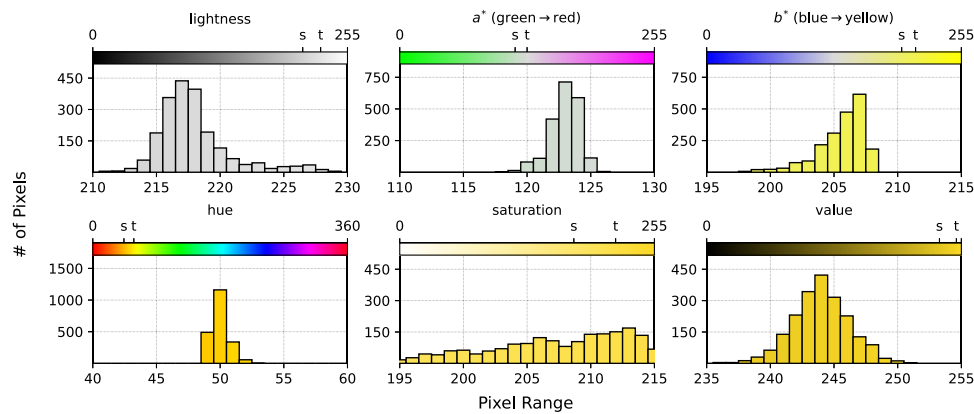 lightness
a* (green→red)
b* (blue→yellow)
0 s t 255
0 s t 255
0 s t 255
450
300
150
750
500
250
750
500
250
210 215 220 225 230
110 115 120 125 130
195 200 205 210 215
# of Pixels
hue
saturation
value
0 s t 360
0 s t 255
0 s t 255
1500
1000
500
450
300
150
450
300
150
40 45 50 55 60
195 200 205 210 215
235 240 245 250 255
Pixel Range